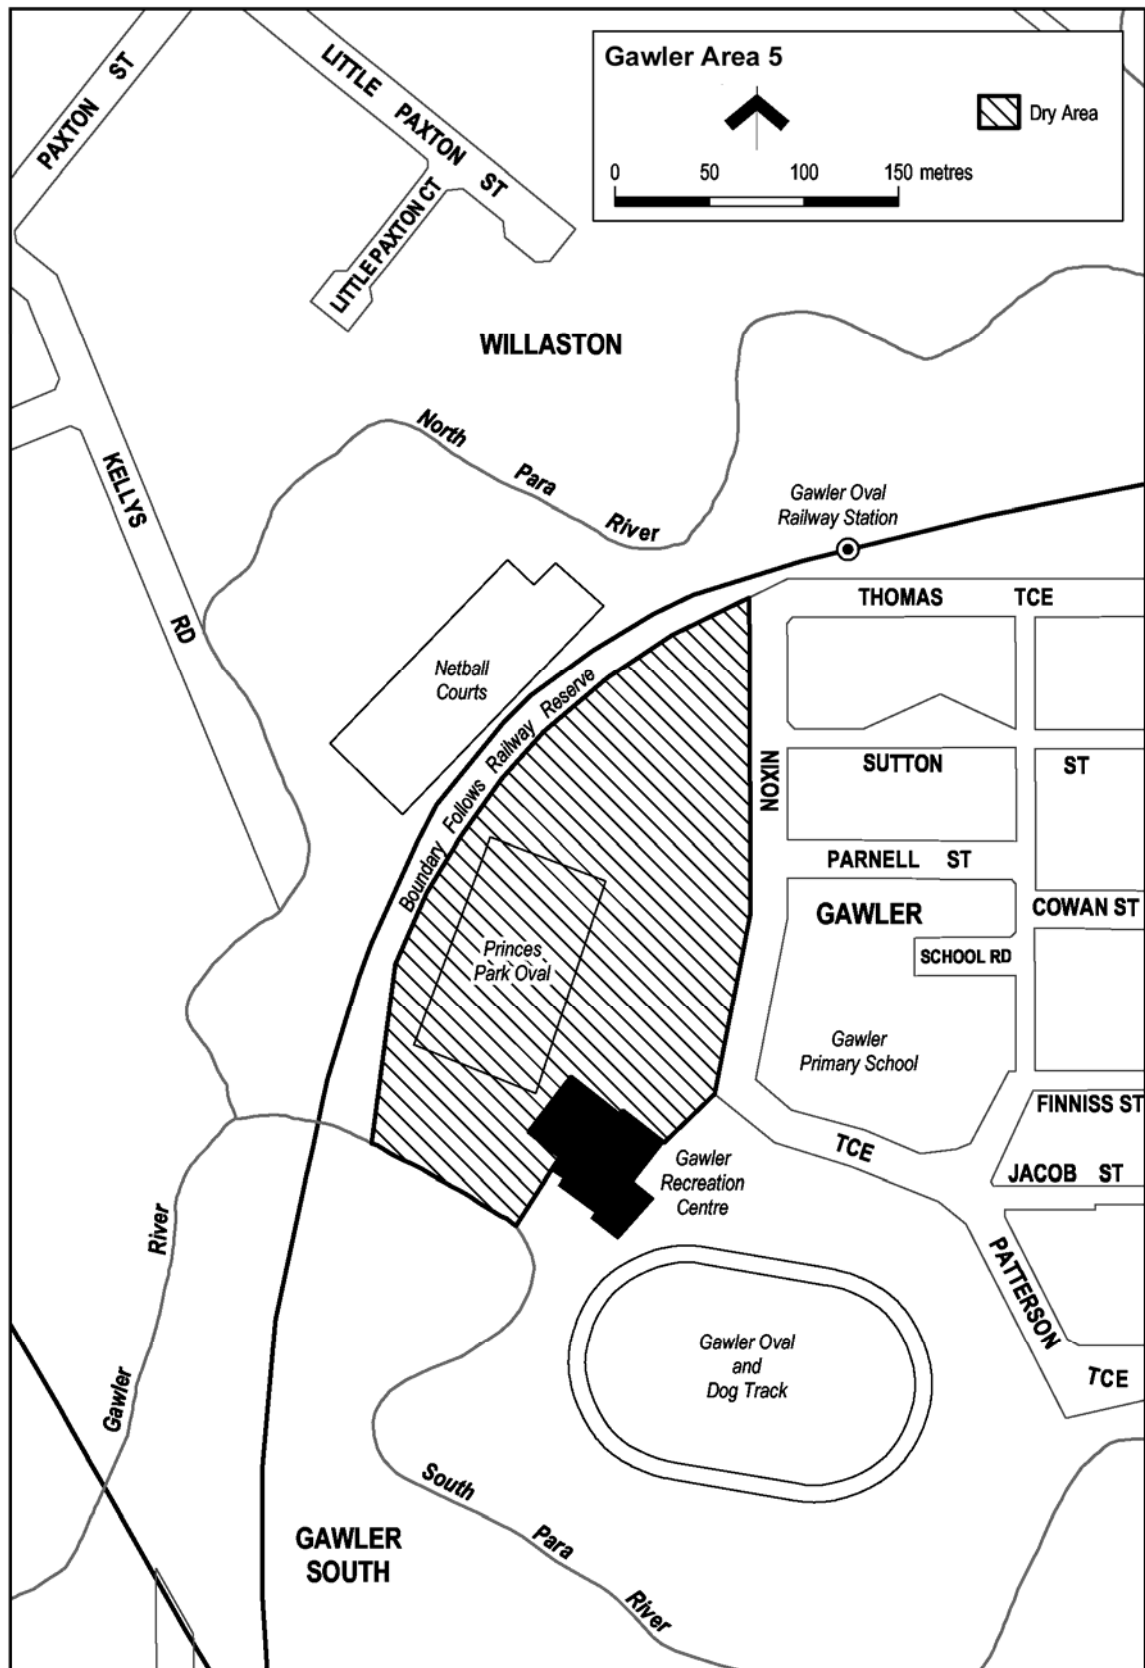 Gawler Area 5
Dry Area
0 50 100 150 metres
PAXTON ST
LITTLE PAXTON ST
LITTLE PAXTON CT
WILLASTON
North Para River
KELLYS RD
Gawler Oval
Railway Station
THOMAS TCE
Netball
Courts
Boundary Follows Railway Reserve
NIXON
SUTTON ST
PARNELL ST
GAWLER
COWAN ST
SCHOOL RD
Princes
Park Oval
Gawler
Primary School
FINNISS ST
TCE
JACOB ST
Gawler
Recreation
Centre
PATTERSON TCE
Gawler River
Gawler Oval
and
Dog Track
South Para River
GAWLER
SOUTH